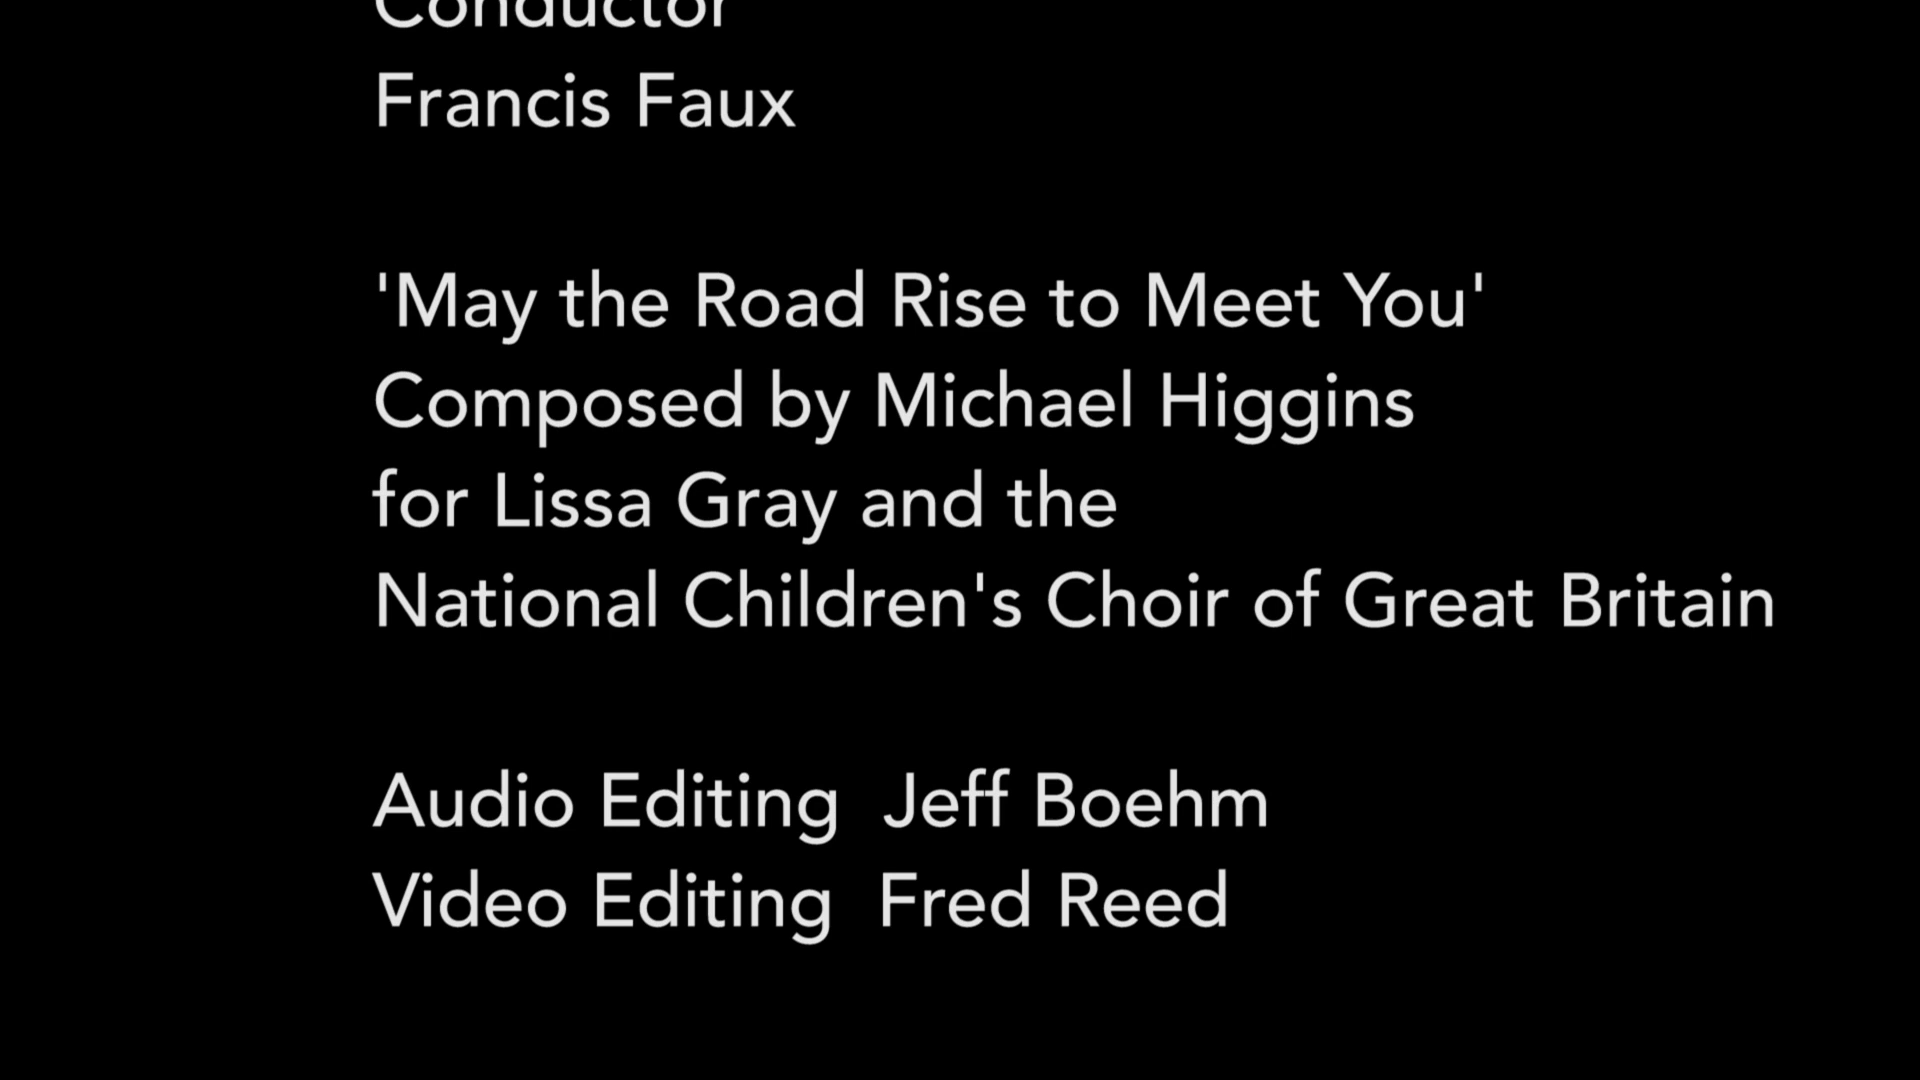 Conductor
Francis Faux
'May the Road Rise to Meet You'
Composed by Michael Higgins
for Lissa Gray and the
National Children's Choir of Great Britain
Audio Editing  Jeff Boehm
Video Editing  Fred Reed